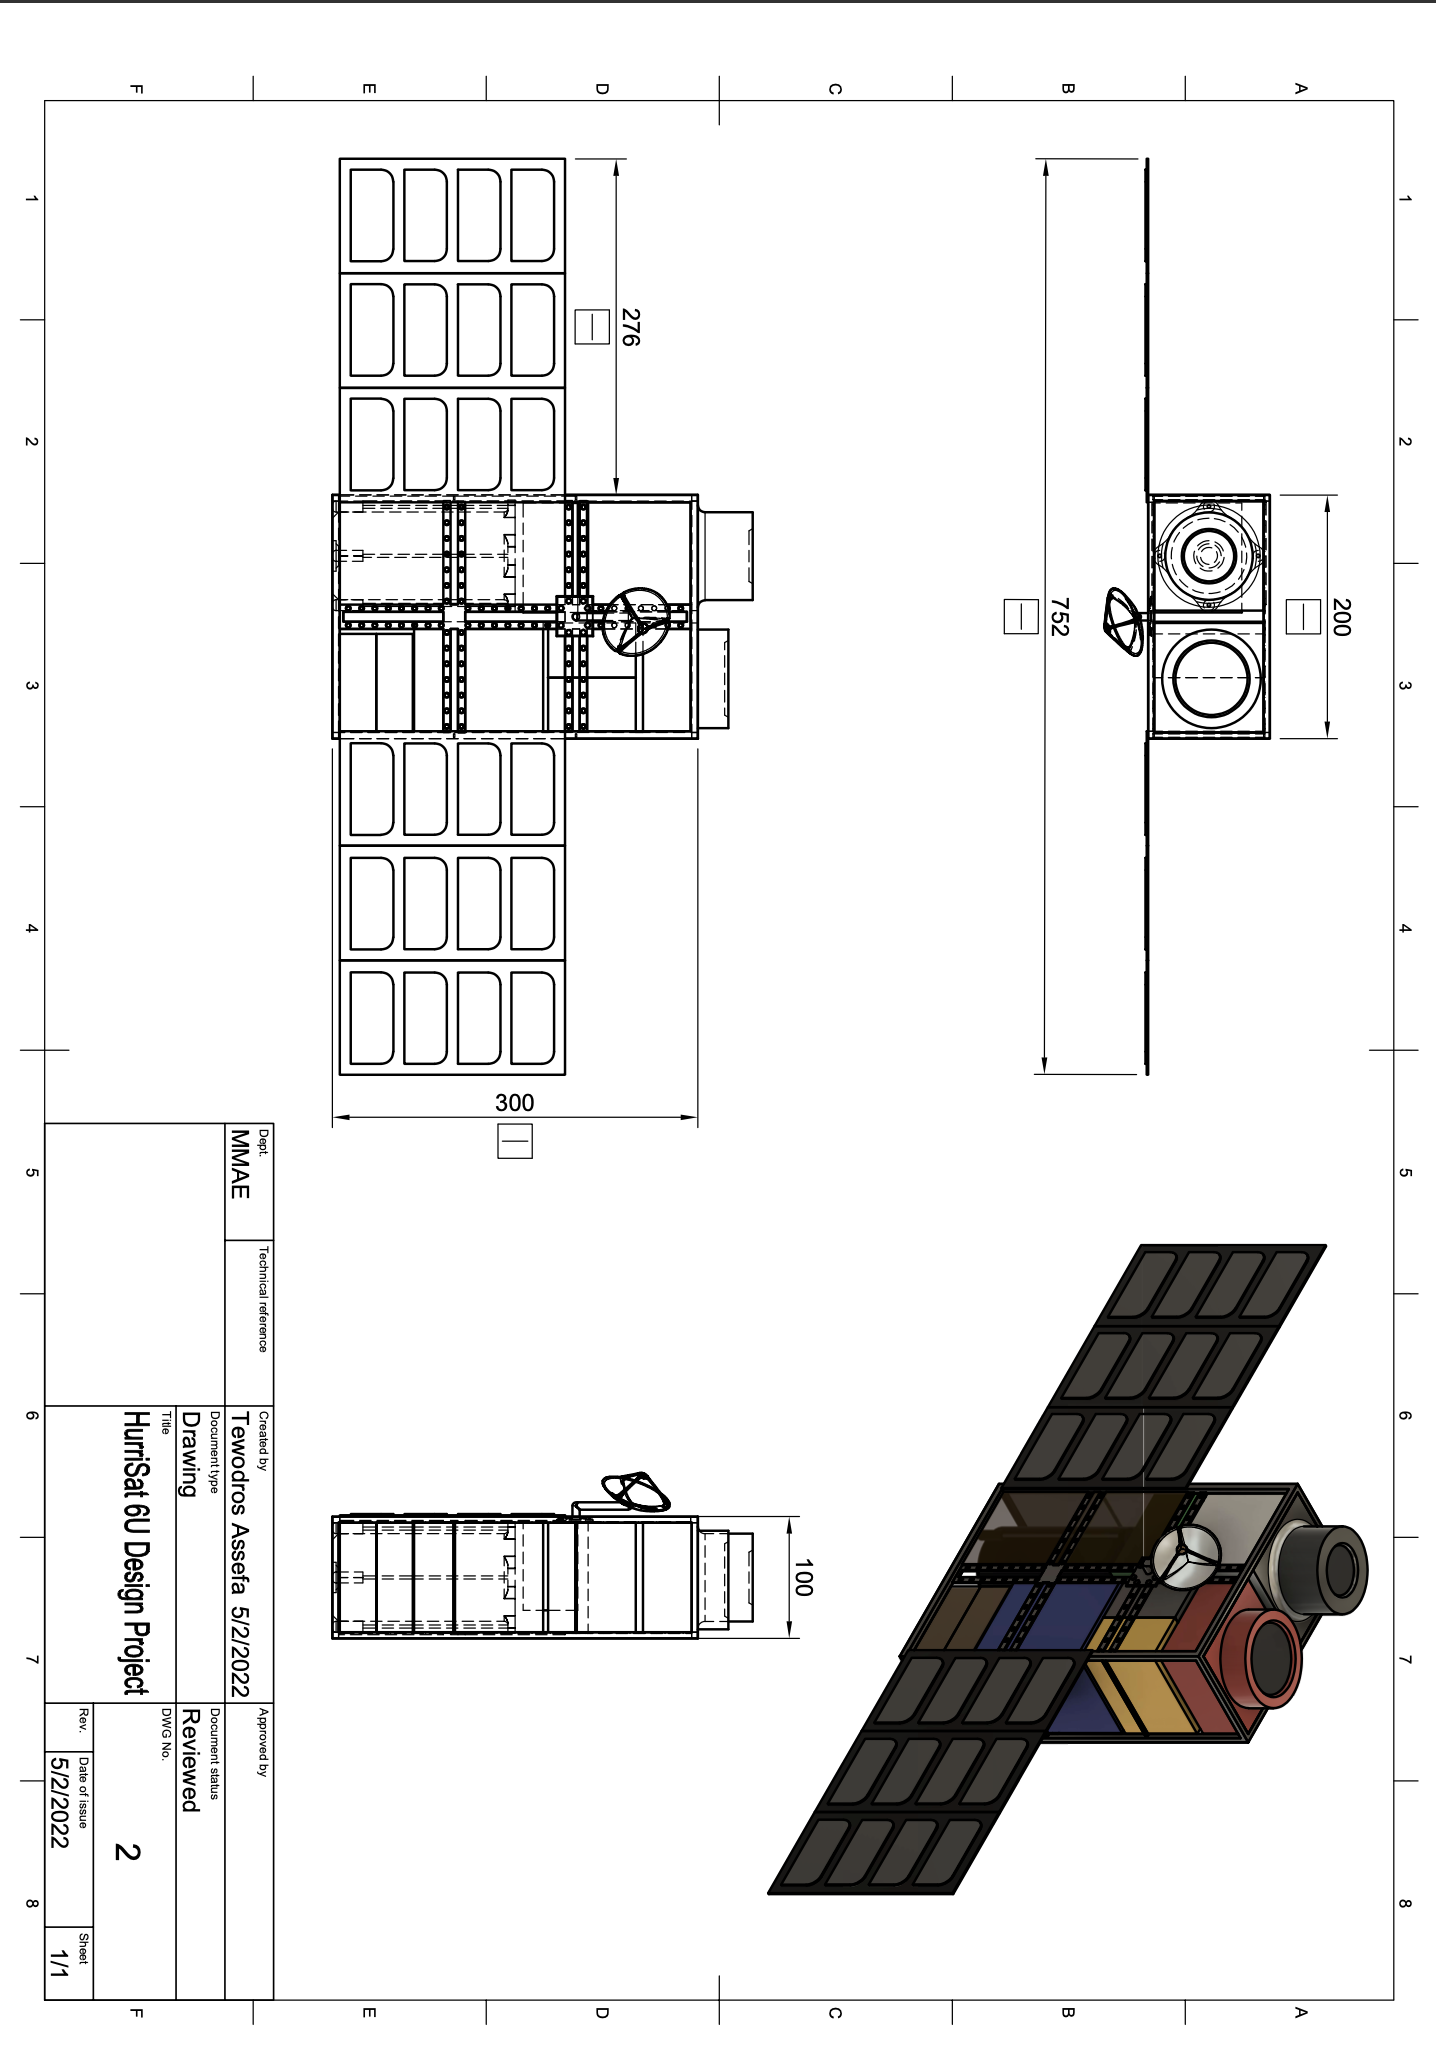 1
2
3
4
5
6
7
8
A
B
C
D
E
F
A
B
C
D
E
F
1
2
3
4
5
6
7
8
200
752
276
300
100
Dept.
MMAE
Technical reference
Created by
Tewodros Assefa 5/2/2022
Approved by
Document type
Drawing
Document status
Reviewed
Title
HurriSat 6U Design Project
DWG No.
2
Rev.
Date of issue
5/2/2022
Sheet
1/1